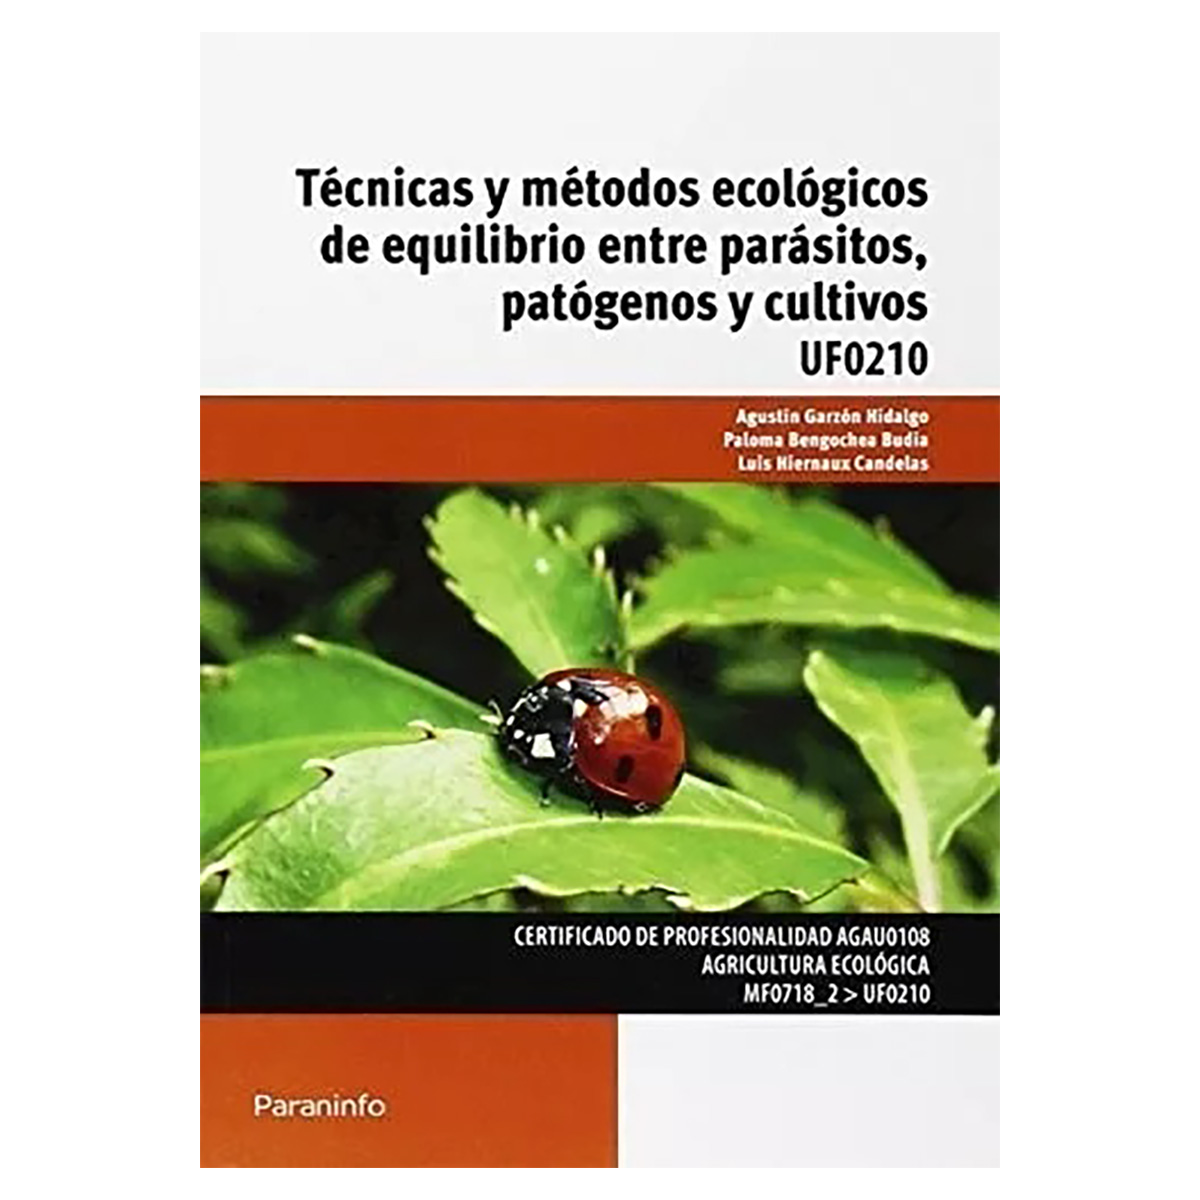 Técnicas y métodos ecológicos
de equilibrio entre parásitos,
patógenos y cultivos
UF0210
Agustín Garzón Hidalgo
Paloma Bengochea Budia
Luis Hiernaux Candelas
CERTIFICADO DE PROFESIONALIDAD AGAU0108
AGRICULTURA ECOLÓGICA
MF0718_2 > UF0210
Paraninfo